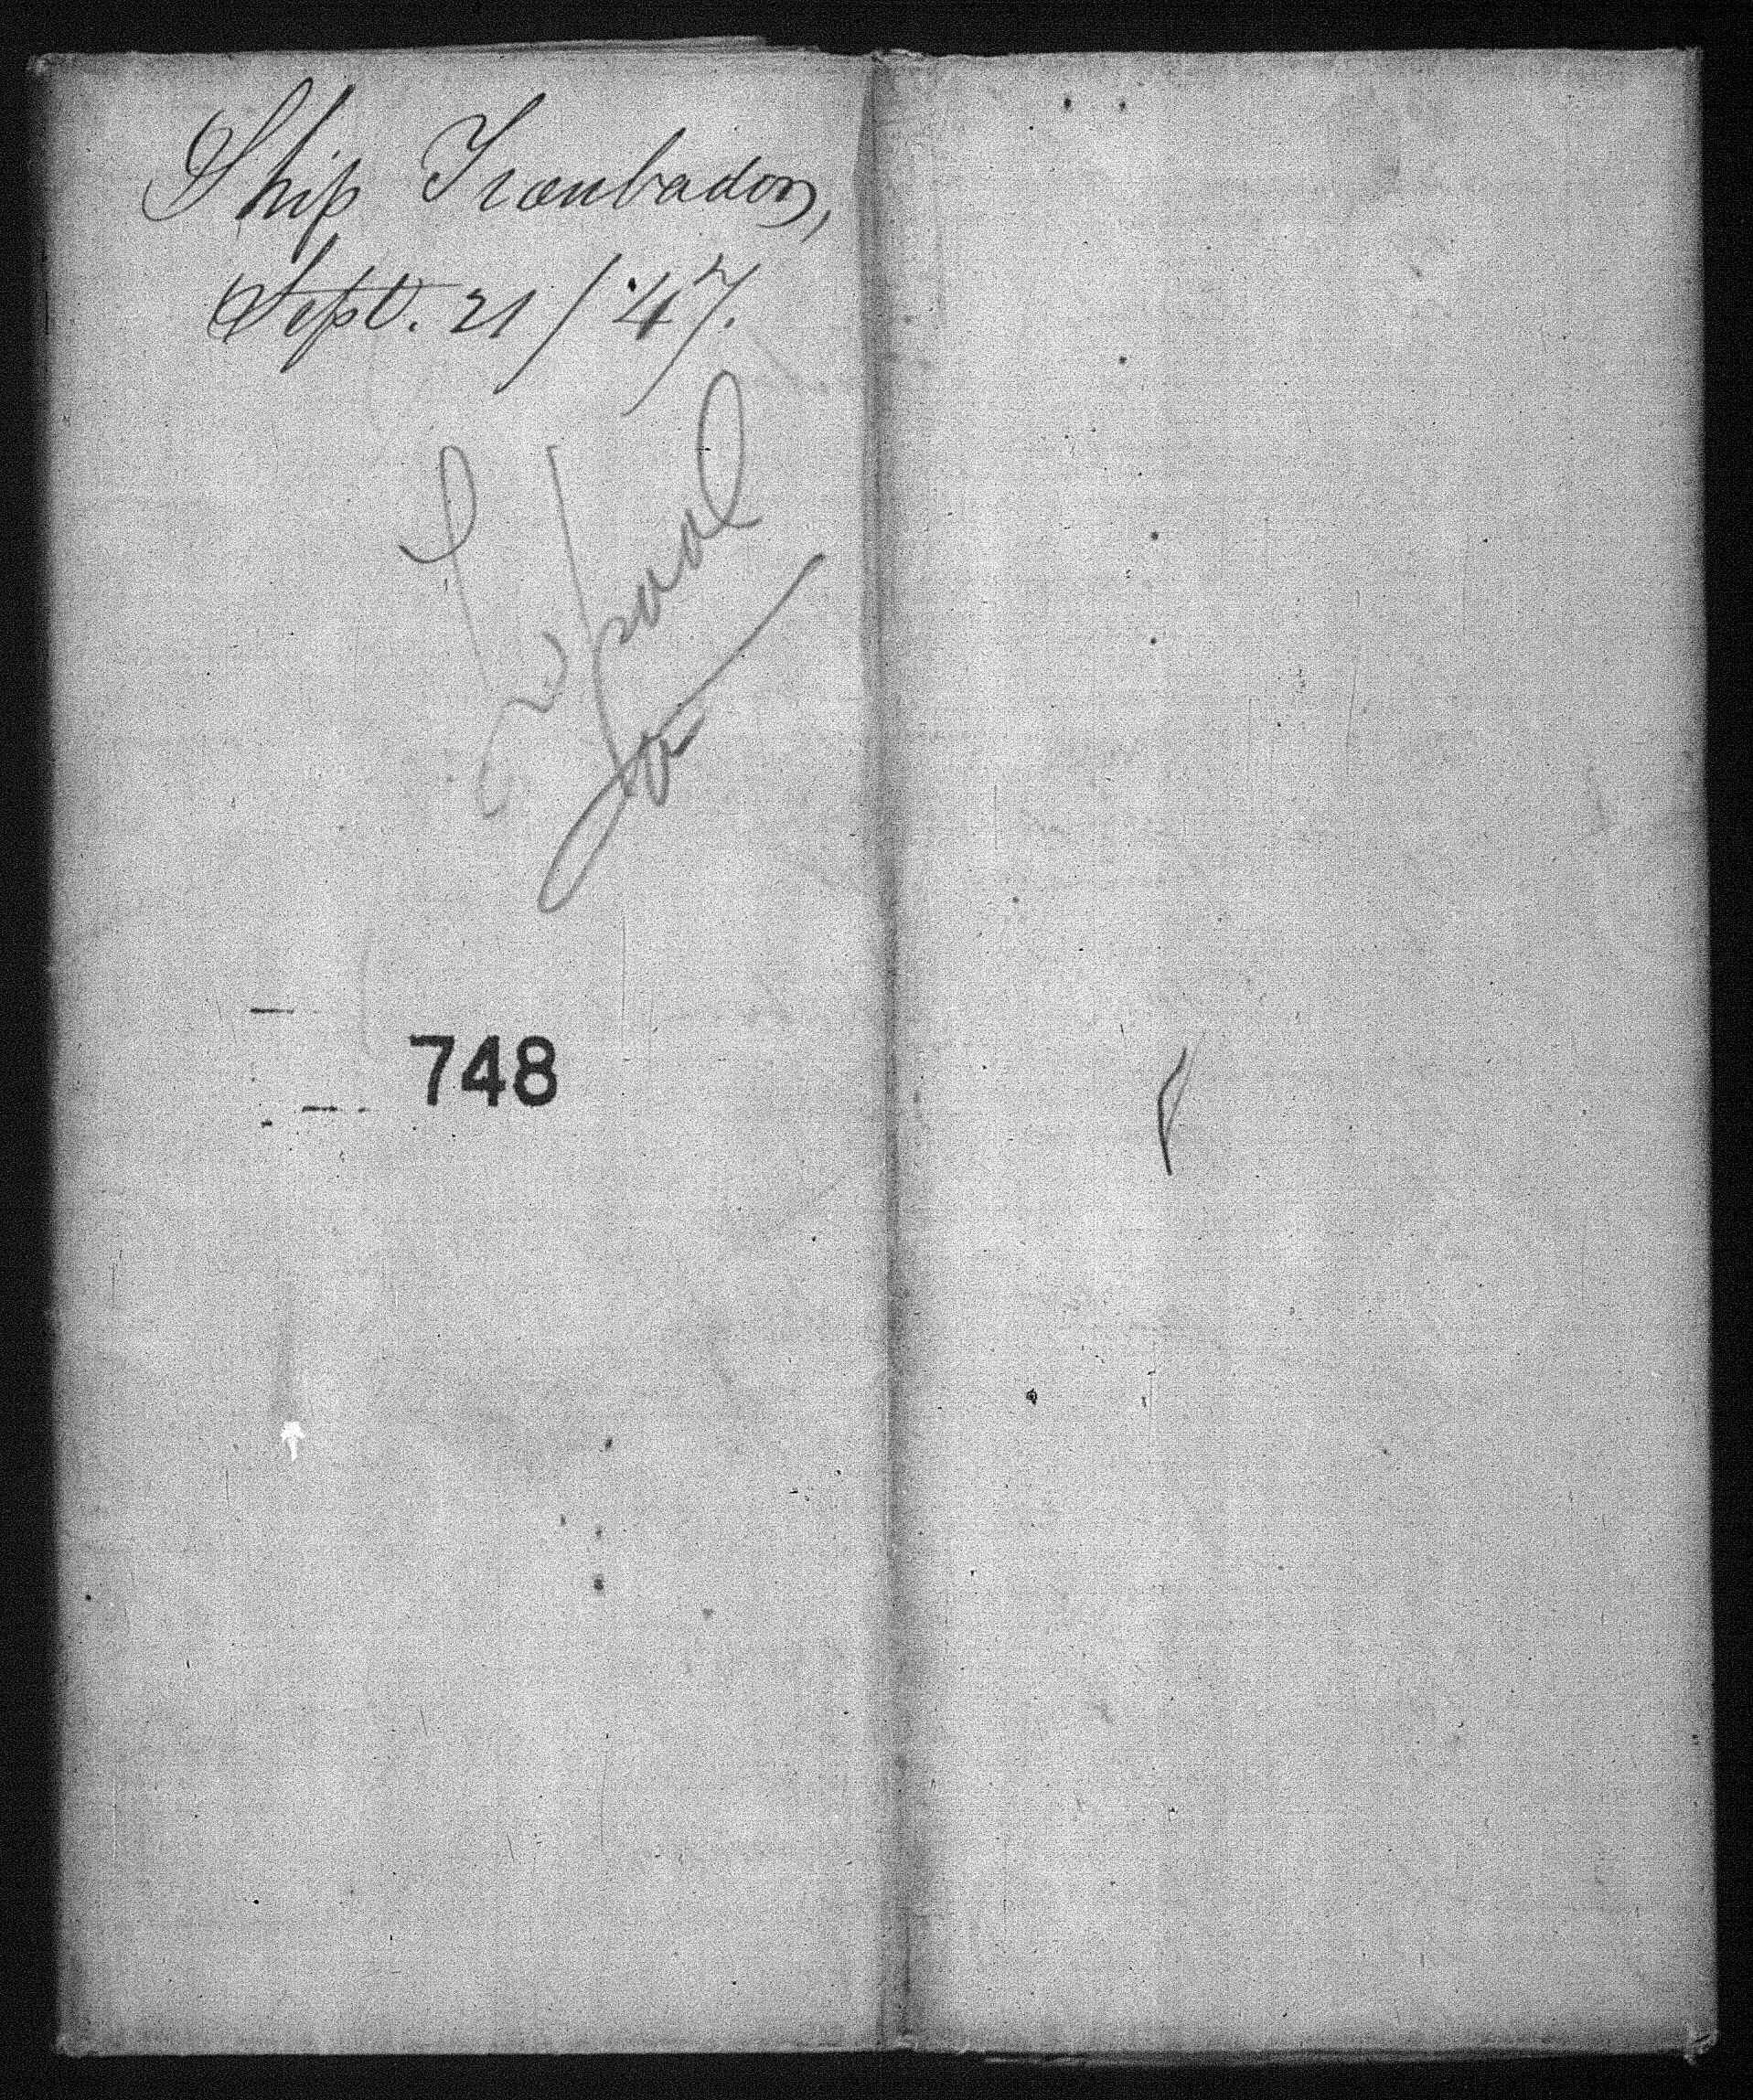 Ship Troubadour,
Sept. 21/'47.
L'pool
748